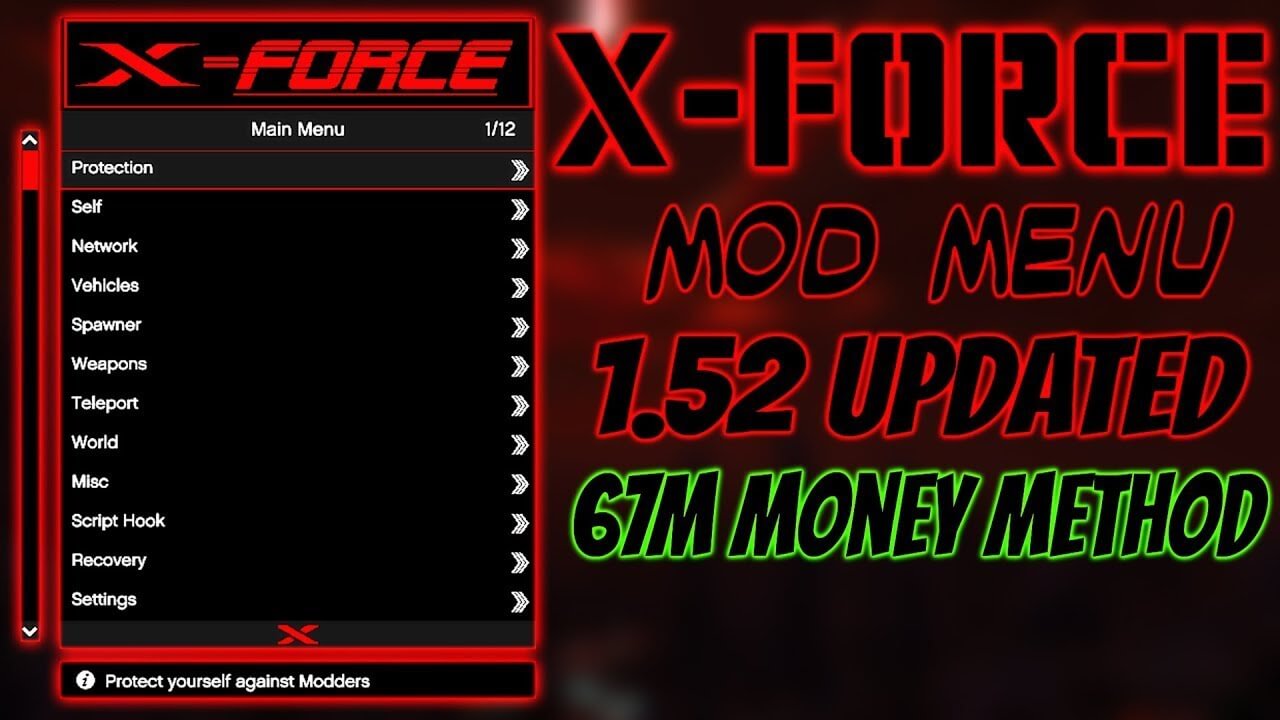 X-FORCE
Main Menu 1/12
Protection
Self
Network
Vehicles
Spawner
Weapons
Teleport
World
Misc
Script Hook
Recovery
Settings
X
Protect yourself against Modders
X-FORCE
MOD MENU
1.52 UPDATED
67M MONEY METHOD